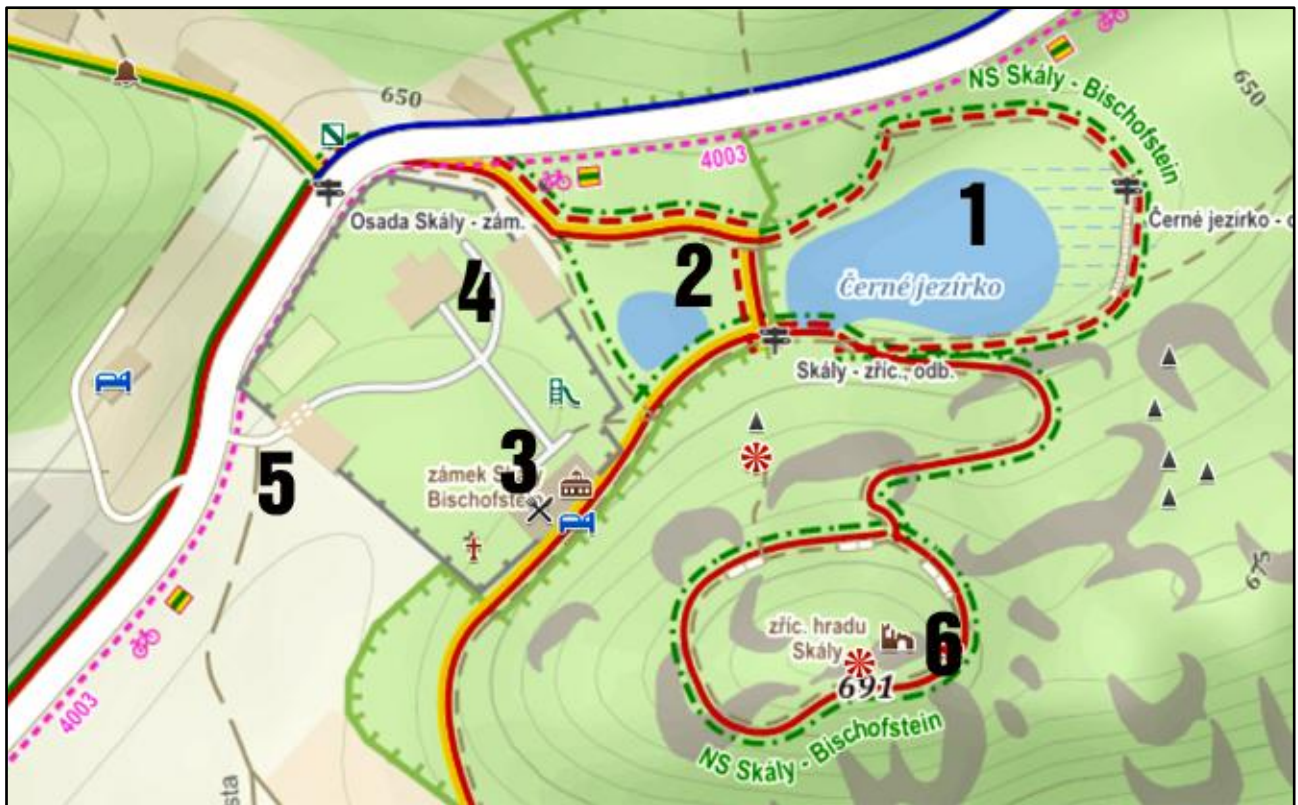 650
NS Skály - Bischofstein
650
4003
1
Osada Skály - zám.
Černé jezírko -
2
4
Černé jezírko
Skály - zříc., odb.
3
zámek
Bischofstein
5
675
zříc. hradu
Skály
6
691
4003
NS Skály - Bischofstein